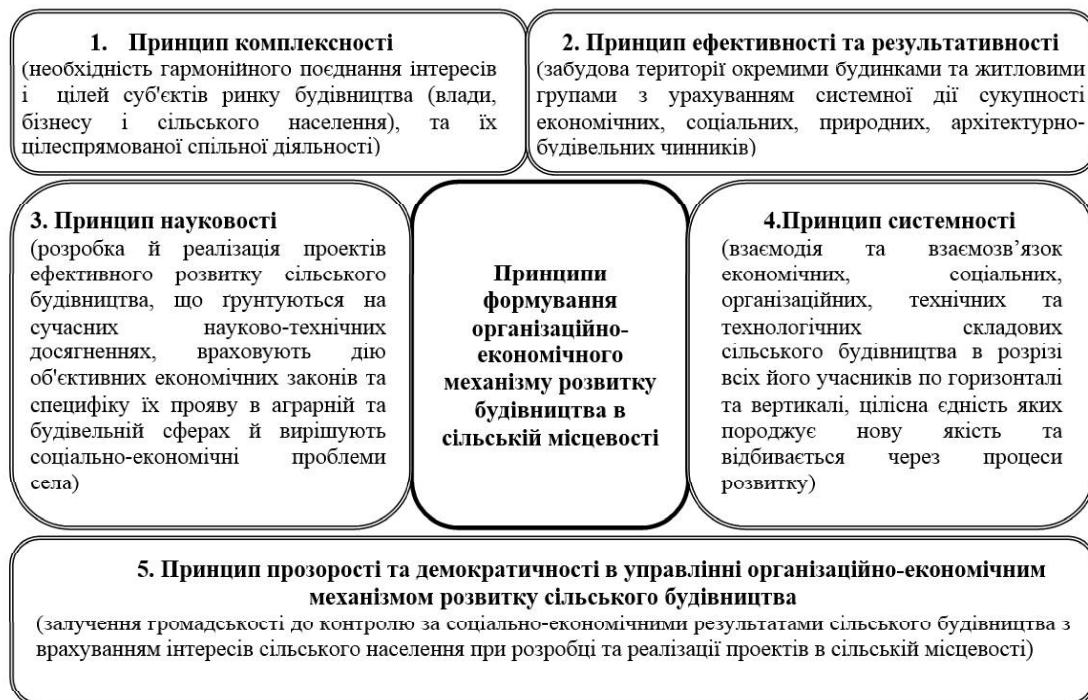 1. Принцип комплексності
(необхідність гармонійного поєднання інтересів
і цілей суб'єктів ринку будівництва (влади,
бізнесу і сільського населення), та їх
цілеспрямованої спільної діяльності)
2. Принцип ефективності та результативності
(забудова території окремими будинками та житловими
групами з урахуванням системної дії сукупності
економічних, соціальних, природних, архітектурно-
будівельних чинників)
3. Принцип науковості
(розробка й реалізація проектів
ефективного розвитку сільського
будівництва, що ґрунтуються на
сучасних науково-технічних
досягненнях, враховують дію
об'єктивних економічних законів та
специфіку їх прояву в аграрній та
будівельній сферах й вирішують
соціально-економічні проблеми
села)
Принципи
формування
організаційно-
економічного
механізму розвитку
будівництва в
сільській місцевості
4.Принцип системності
(взаємодія та взаємозв’язок
економічних, соціальних,
організаційних, технічних та
технологічних складових
сільського будівництва в розрізі
всіх його учасників по горизонталі
та вертикалі, цілісна єдність яких
породжує нову якість та
відбивається через процеси
розвитку)
5. Принцип прозорості та демократичності в управлінні організаційно-економічним
механізмом розвитку сільського будівництва
(залучення громадськості до контролю за соціально-економічними результатами сільського будівництва з
врахуванням інтересів сільського населення при розробці та реалізації проектів в сільській місцевості)